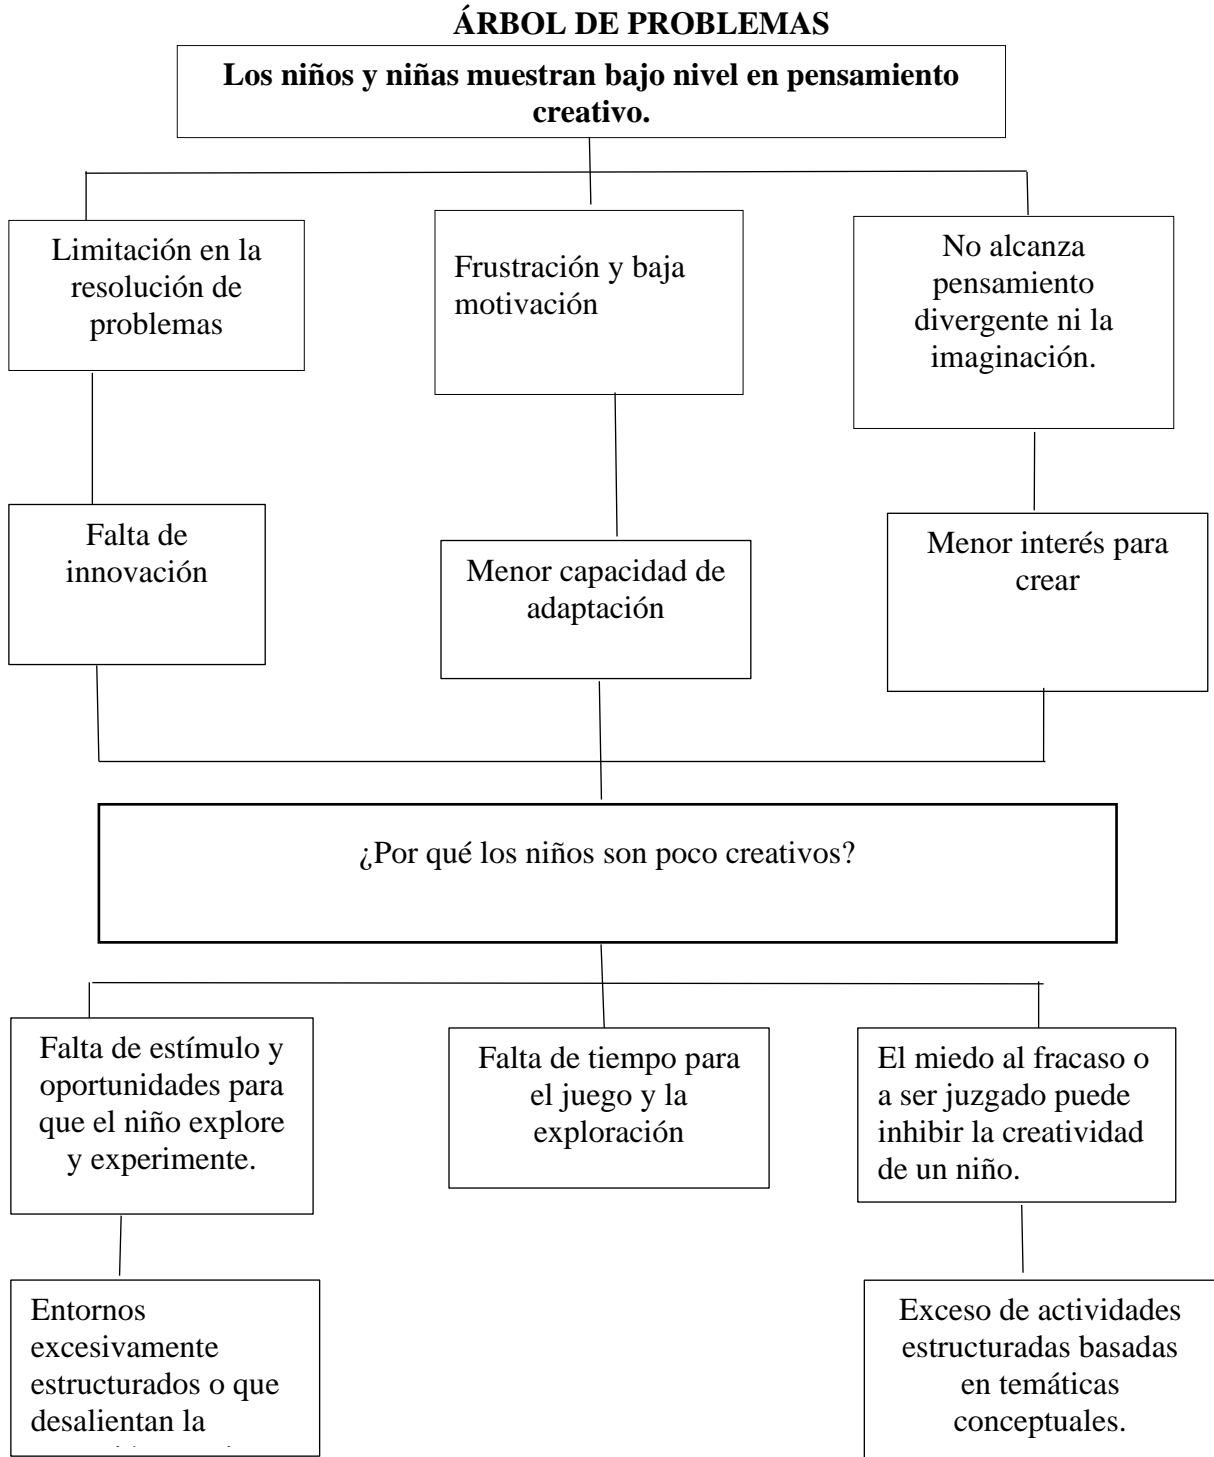 ÁRBOL DE PROBLEMAS
Los niños y niñas muestran bajo nivel en pensamiento
creativo.
Limitación en la
resolución de
problemas
Frustración y baja
motivación
No alcanza
pensamiento
divergente ni la
imaginación.
Falta de
innovación
Menor capacidad de
adaptación
Menor interés para
crear
¿Por qué los niños son poco creativos?
Falta de estímulo y
oportunidades para
que el niño explore
y experimente.
Falta de tiempo para
el juego y la
exploración
El miedo al fracaso o
a ser juzgado puede
inhibir la creatividad
de un niño.
Entornos
excesivamente
estructurados o que
desalientan la
Exceso de actividades
estructuradas basadas
en temáticas
conceptuales.